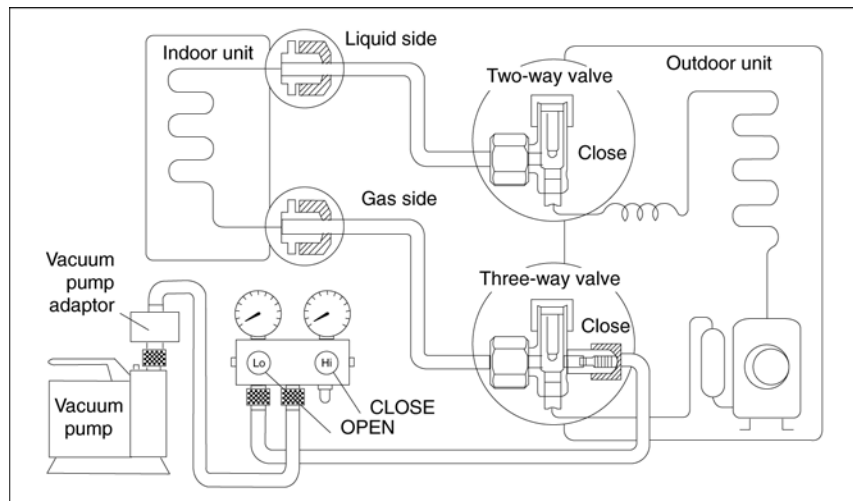 Liquid side
Indoor unit
Two-way valve
Outdoor unit
Close
Gas side
Vacuum
pump
adaptor
Three-way valve
Close
Lo
Hi
Vacuum
pump
CLOSE
OPEN